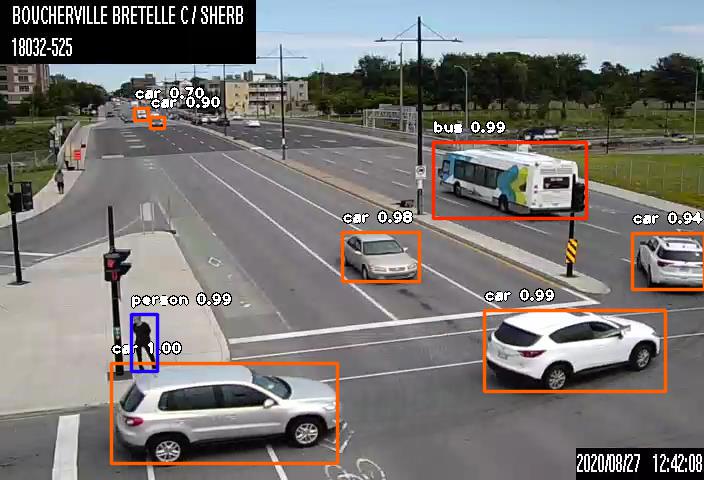 BOUCHERVILLE BRETELLE C / SHERB
18032-525
car 0.70
car 0.90
bus 0.99
car 0.98
car 0.94
person 0.99
car 0.99
car 1.00
2020/08/27 12:42:08